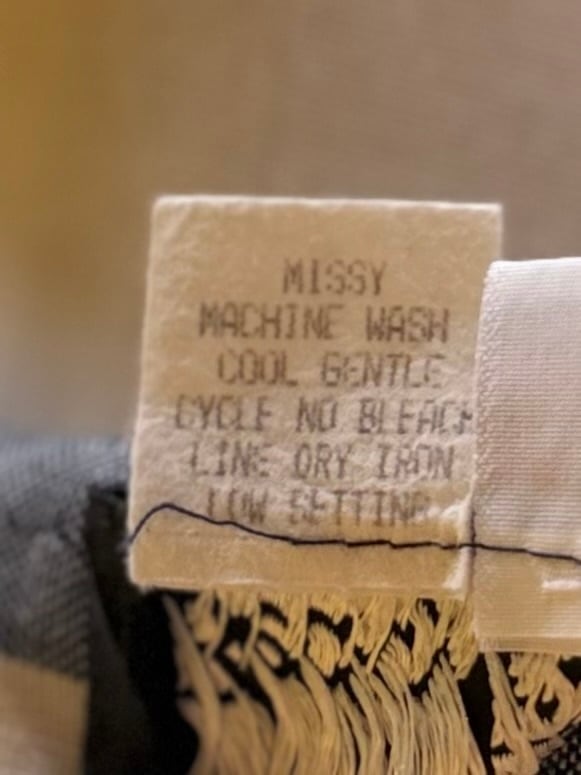 MISSY
MACHINE WASH
COOL GENTLE
CYCLE NO BLEACH
LINE DRY IRON
LOW SETTING